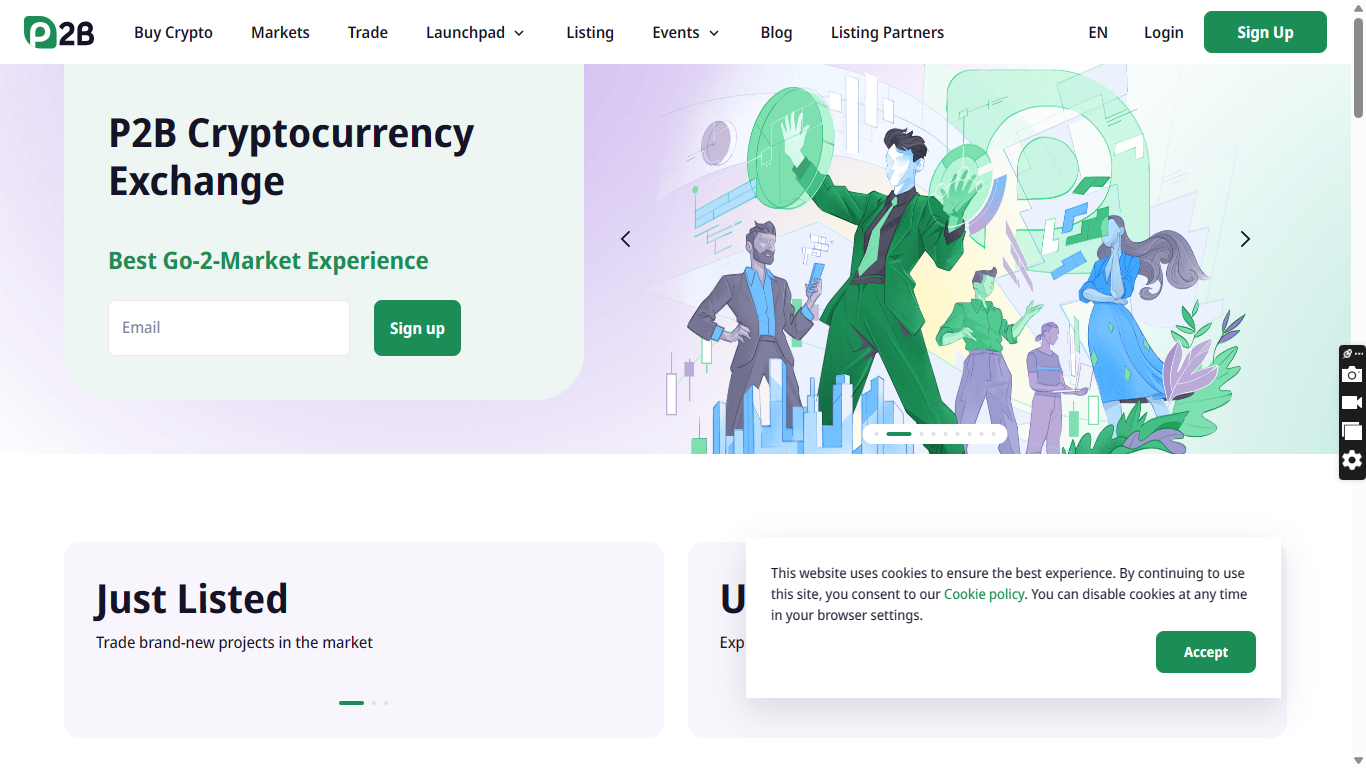 P2B
Buy Crypto
Markets
Trade
Launchpad
Listing
Events
Blog
Listing Partners
EN
Login
Sign Up
P2B Cryptocurrency
Exchange
Best Go-2-Market Experience
Email
Sign up
Just Listed
Trade brand-new projects in the market
U
Exp
This website uses cookies to ensure the best experience. By continuing to use
this site, you consent to our Cookie policy. You can disable cookies at any time
in your browser settings.
Accept